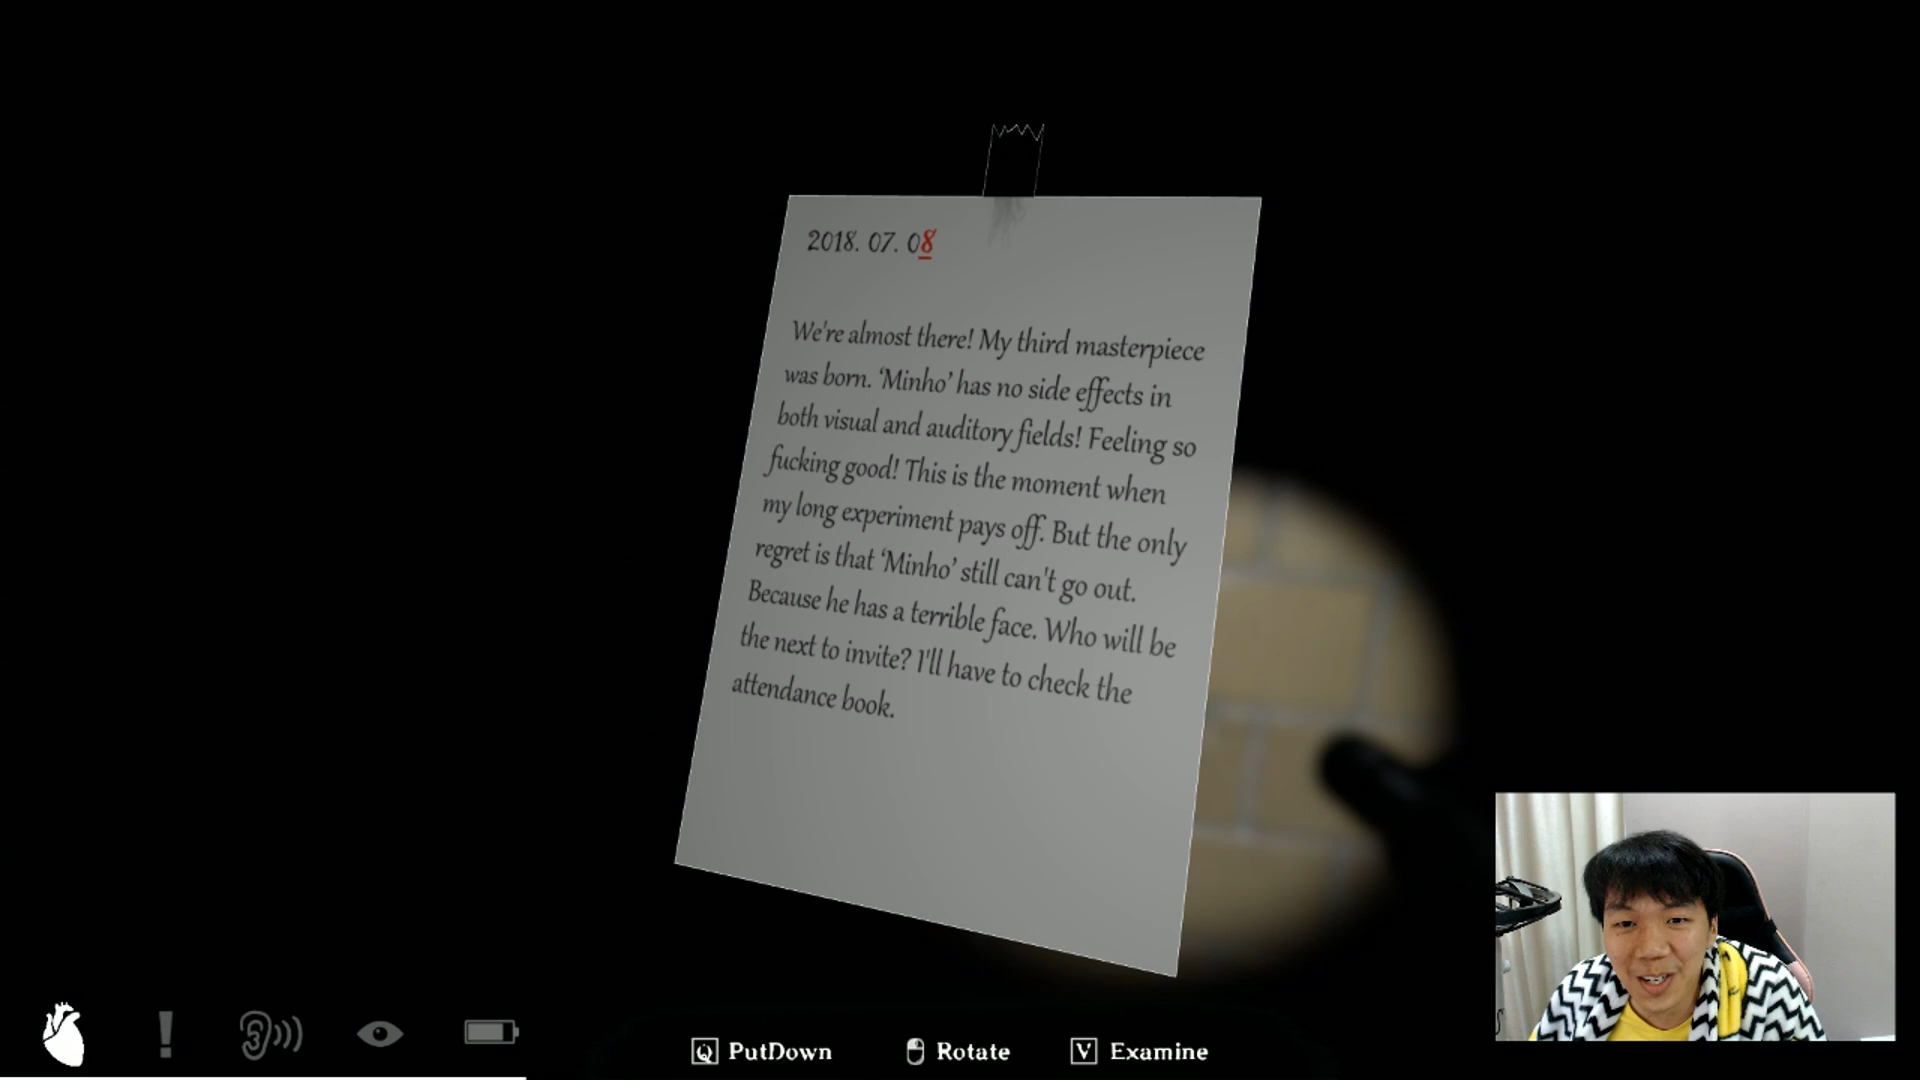 2018. 07. 08
We're almost there! My third masterpiece
was born. ‘Minho’ has no side effects in
both visual and auditory fields! Feeling so
fucking good! This is the moment when
my long experiment pays off. But the only
regret is that ‘Minho’ still can't go out.
Because he has a terrible face. Who will be
the next to invite? I'll have to check the
attendance book.
Q PutDown
Rotate
V Examine